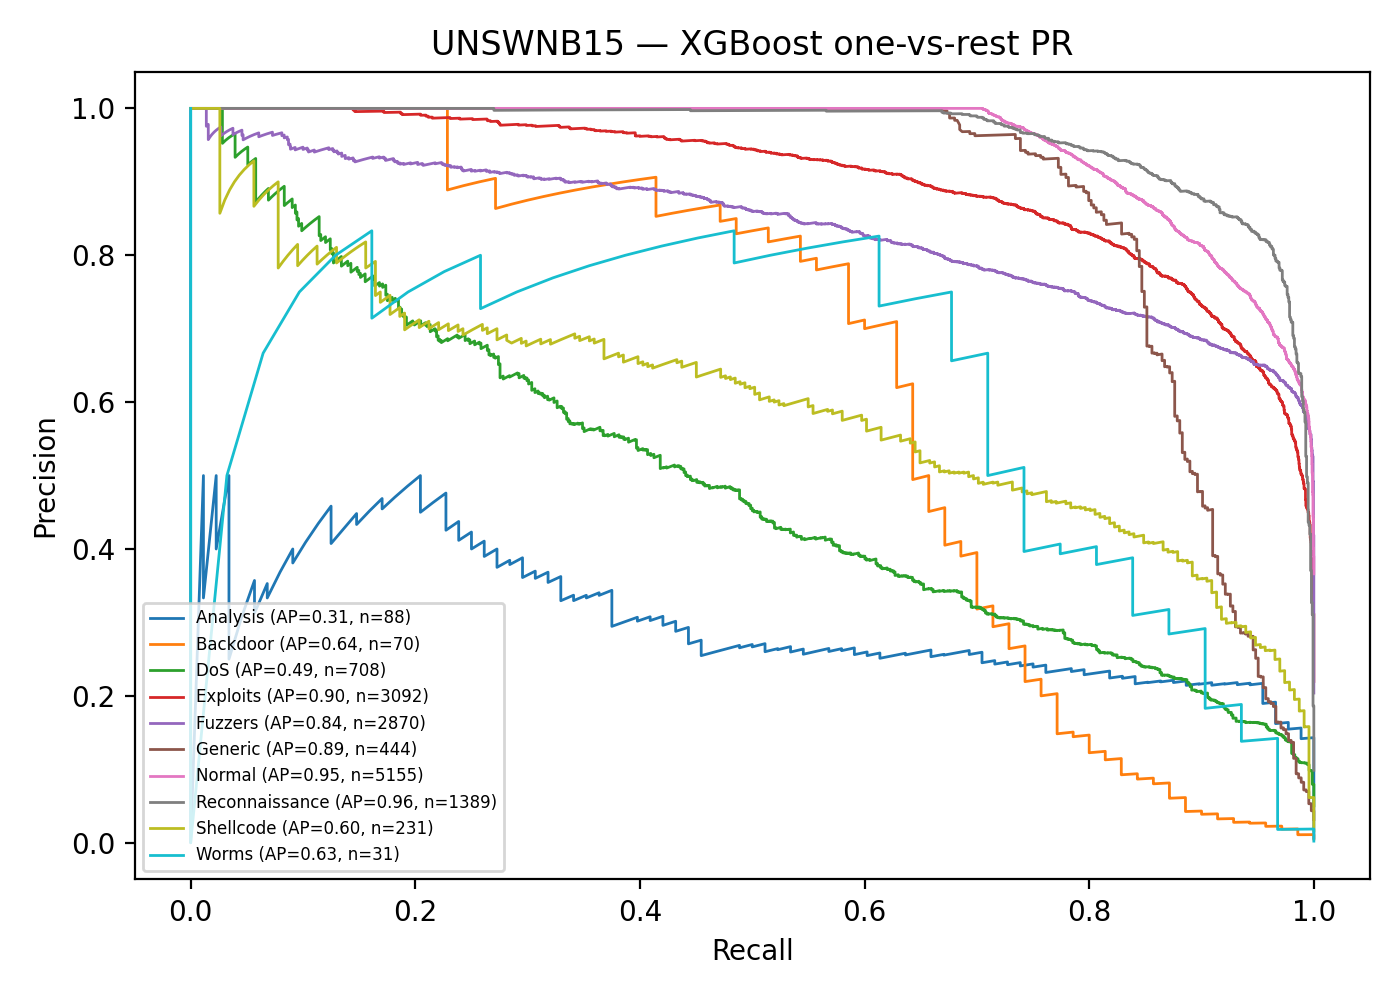 UNSWNB15 — XGBoost one-vs-rest PR
Precision
1.0
0.8
0.6
0.4
0.2
0.0
Analysis (AP=0.31, n=88)
Backdoor (AP=0.64, n=70)
DoS (AP=0.49, n=708)
Exploits (AP=0.90, n=3092)
Fuzzers (AP=0.84, n=2870)
Generic (AP=0.89, n=444)
Normal (AP=0.95, n=5155)
Reconnaissance (AP=0.96, n=1389)
Shellcode (AP=0.60, n=231)
Worms (AP=0.63, n=31)
0.0 0.2 0.4 0.6 0.8 1.0
Recall